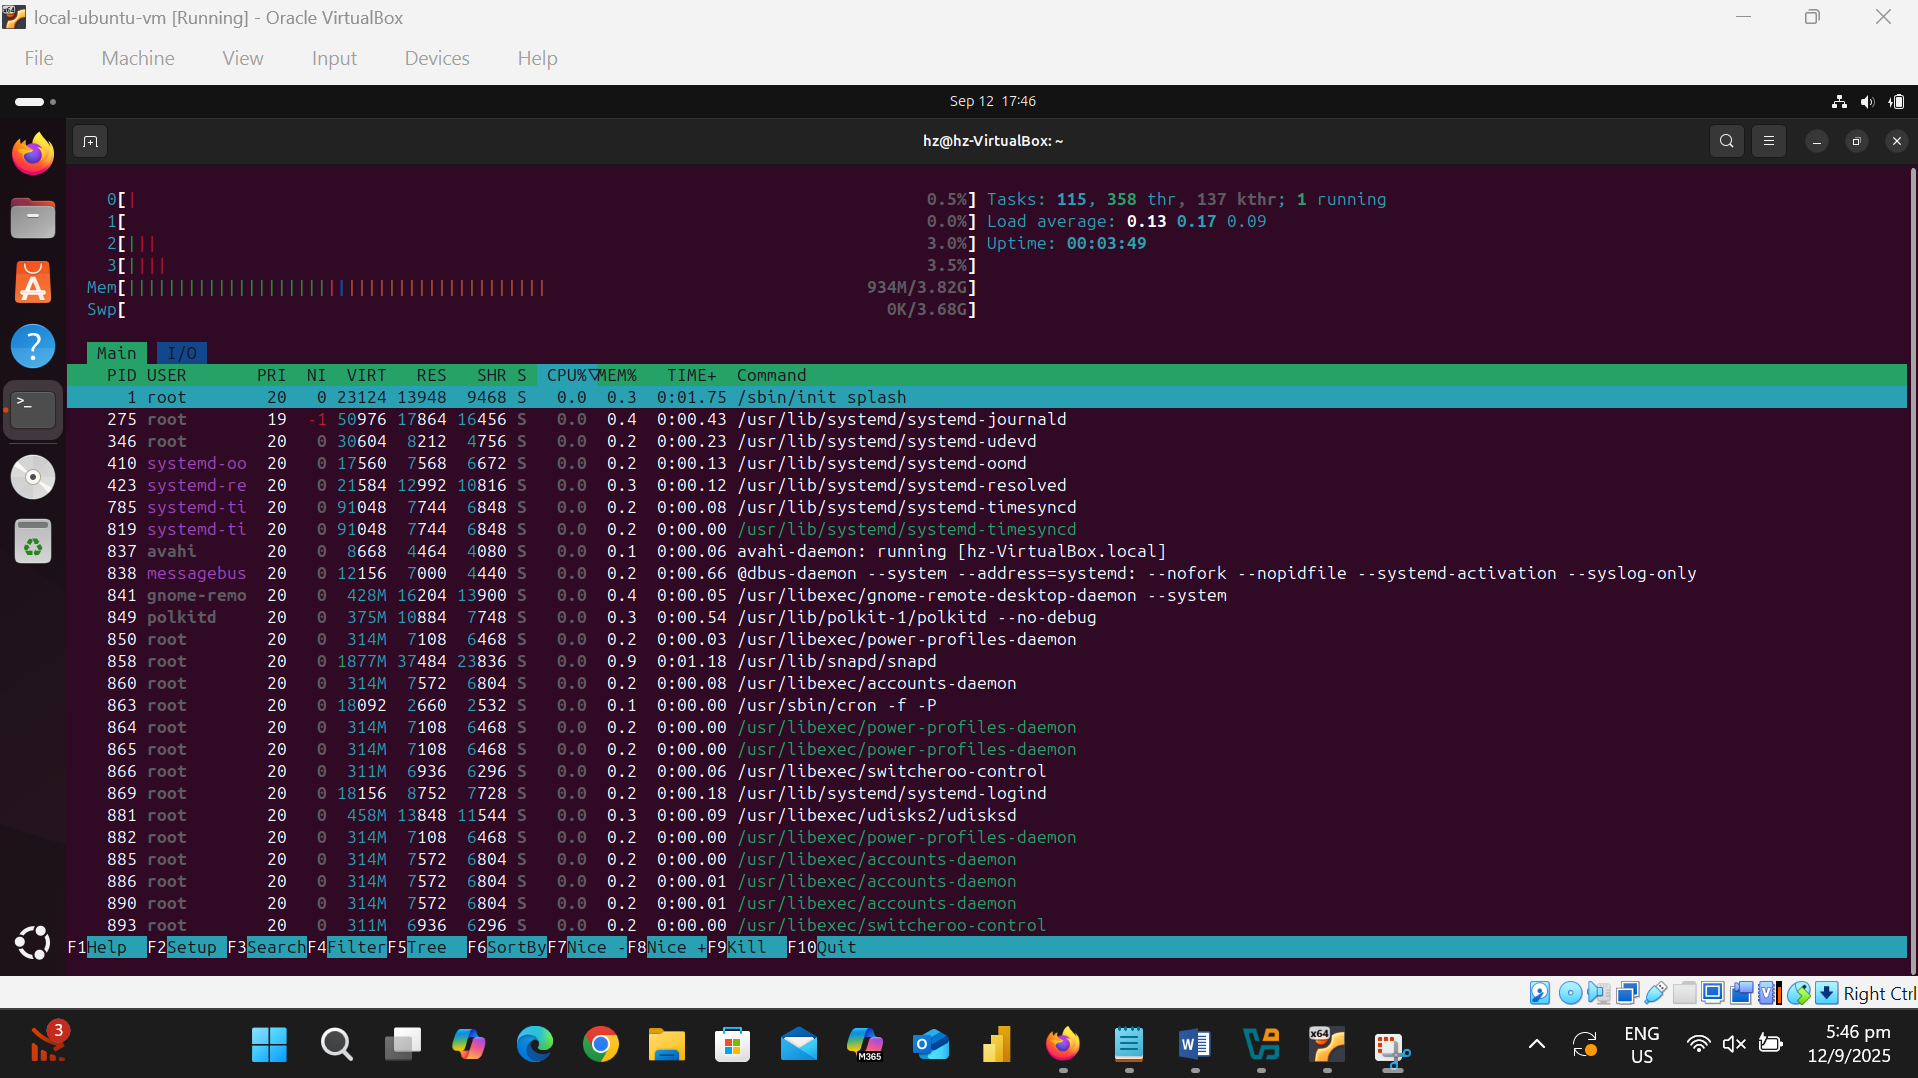 local-ubuntu-vm [Running] - Oracle VirtualBox
File Machine View Input Devices Help
Sep 12 17:46
hz@hz-VirtualBox: ~
0[| 0.5%] Tasks: 115, 358 thr, 137 kthr; 1 running
1[ 0.0%] Load average: 0.13 0.17 0.09
2[||| 3.0%] Uptime: 00:03:49
3[|||| 3.5%]
Mem[|||||||||||||||||||||||||||||||||||||||||| 934M/3.82G]
Swp[ 0K/3.68G]
Main I/O
PID USER PRI NI VIRT RES SHR S CPU%▽MEM% TIME+ Command
1 root 20 0 23124 13948 9468 S 0.0 0.3 0:01.75 /sbin/init splash
275 root 19 -1 50976 17864 16456 S 0.0 0.4 0:00.43 /usr/lib/systemd/systemd-journald
346 root 20 0 30604 8212 4756 S 0.0 0.2 0:00.23 /usr/lib/systemd/systemd-udevd
410 systemd-oo 20 0 17560 7568 6672 S 0.0 0.2 0:00.13 /usr/lib/systemd/systemd-oomd
423 systemd-re 20 0 21584 12992 10816 S 0.0 0.3 0:00.12 /usr/lib/systemd/systemd-resolved
785 systemd-ti 20 0 91048 7744 6848 S 0.0 0.2 0:00.08 /usr/lib/systemd/systemd-timesyncd
819 systemd-ti 20 0 91048 7744 6848 S 0.0 0.2 0:00.00 /usr/lib/systemd/systemd-timesyncd
837 avahi 20 0 8668 4464 4080 S 0.0 0.1 0:00.06 avahi-daemon: running [hz-VirtualBox.local]
838 messagebus 20 0 12156 7000 4440 S 0.0 0.2 0:00.66 @dbus-daemon --system --address=systemd: --nofork --nopidfile --systemd-activation --syslog-only
841 gnome-remo 20 0 428M 16204 13900 S 0.0 0.4 0:00.05 /usr/libexec/gnome-remote-desktop-daemon --system
849 polkitd 20 0 375M 10884 7748 S 0.0 0.3 0:00.54 /usr/lib/polkit-1/polkitd --no-debug
850 root 20 0 314M 7108 6468 S 0.0 0.2 0:00.03 /usr/libexec/power-profiles-daemon
858 root 20 0 1877M 37484 23836 S 0.0 0.9 0:01.18 /usr/lib/snapd/snapd
860 root 20 0 314M 7572 6804 S 0.0 0.2 0:00.08 /usr/libexec/accounts-daemon
863 root 20 0 18092 2660 2532 S 0.0 0.1 0:00.00 /usr/sbin/cron -f -P
864 root 20 0 314M 7108 6468 S 0.0 0.2 0:00.00 /usr/libexec/power-profiles-daemon
865 root 20 0 314M 7108 6468 S 0.0 0.2 0:00.00 /usr/libexec/power-profiles-daemon
866 root 20 0 311M 6936 6296 S 0.0 0.2 0:00.06 /usr/libexec/switcheroo-control
869 root 20 0 18156 8752 7728 S 0.0 0.2 0:00.18 /usr/lib/systemd/systemd-logind
881 root 20 0 458M 13848 11544 S 0.0 0.3 0:00.09 /usr/libexec/udisks2/udisksd
882 root 20 0 314M 7108 6468 S 0.0 0.2 0:00.00 /usr/libexec/power-profiles-daemon
885 root 20 0 314M 7572 6804 S 0.0 0.2 0:00.00 /usr/libexec/accounts-daemon
886 root 20 0 314M 7572 6804 S 0.0 0.2 0:00.01 /usr/libexec/accounts-daemon
890 root 20 0 314M 7572 6804 S 0.0 0.2 0:00.01 /usr/libexec/accounts-daemon
893 root 20 0 311M 6936 6296 S 0.0 0.2 0:00.00 /usr/libexec/switcheroo-control
F1Help F2Setup F3SearchF4FilterF5Tree F6SortByF7Nice -F8Nice +F9Kill F10Quit
Right Ctrl
3
M365
x64
ENG
US
5:46 pm
12/9/2025